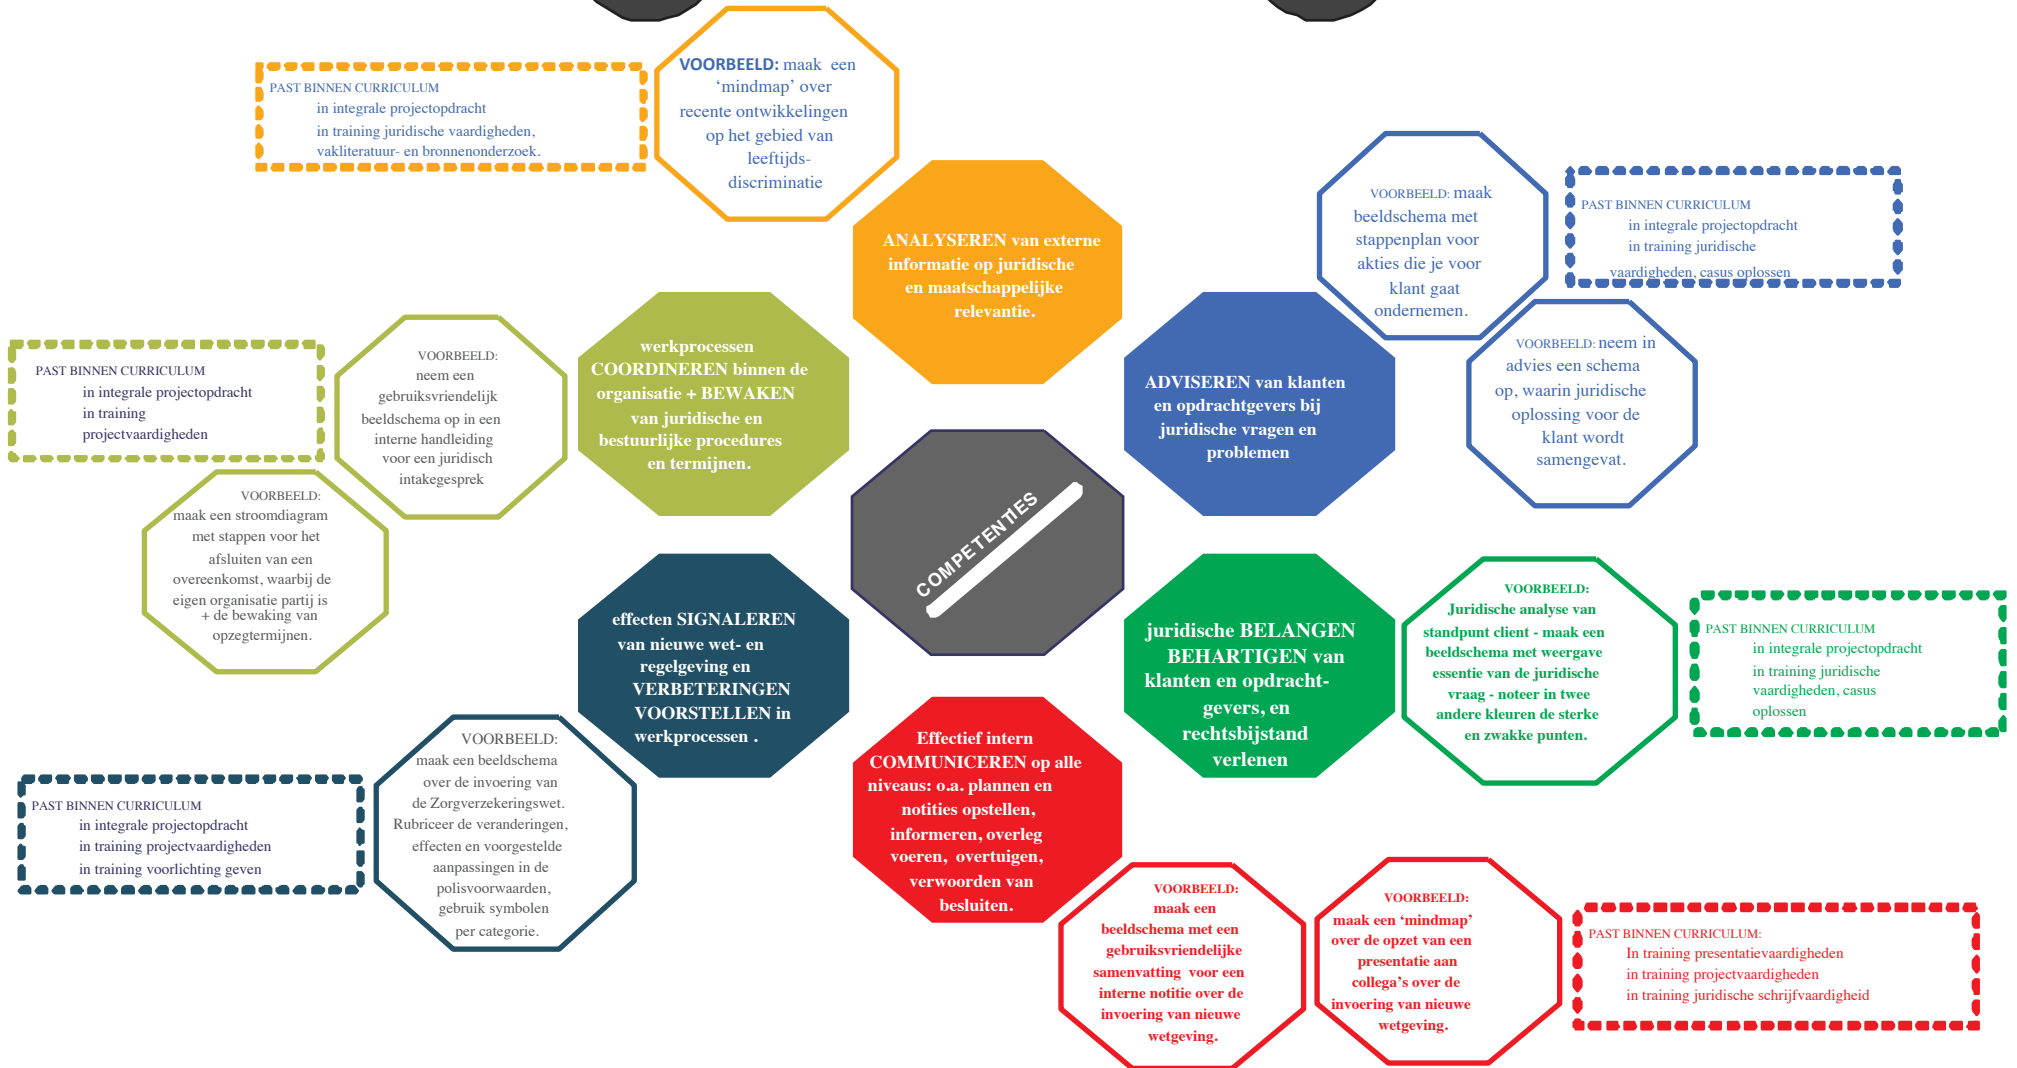 VOORBEELD: maak een
‘mindmap’ over
recente ontwikkelingen
op het gebied van
leeftijds-
discriminatie
PAST BINNEN CURRICULUM
in integrale projectopdracht
in training juridische vaardigheden,
vakliteratuur- en bronnenonderzoek.
ANALYSEREN van externe
informatie op juridische
en maatschappelijke
relevantie.
VOORBEELD: maak
beeldschema met
stappenplan voor
akties die je voor
klant gaat
ondernemen.
PAST BINNEN CURRICULUM
in integrale projectopdracht
in training juridische
vaardigheden, casus oplossen
VOORBEELD: neem in
advies een schema
op, waarin juridische
oplossing voor de
klant wordt
samengevat.
ADVISEREN van klanten
en opdrachtgevers bij
juridische vragen en
problemen
werkprocessen
COORDINEREN binnen de
organisatie + BEWAKEN
van juridische en
bestuurlijke procedures
en termijnen.
VOORBEELD:
neem een
gebruiksvriendelijk
beeldschema op in een
interne handleiding
voor een juridisch
intakegesprek
PAST BINNEN CURRICULUM
in integrale projectopdracht
in training
projectvaardigheden
VOORBEELD:
maak een stroomdiagram
met stappen voor het
afsluiten van een
overeenkomst, waarbij de
eigen organisatie partij is
+ de bewaking van
opzegtermijnen.
COMPETENTIES
effecten SIGNALEREN
van nieuwe wet- en
regelgeving en
VERBETERINGEN
VOORSTELLEN in
werkprocessen .
juridische BELANGEN
BEHARTIGEN van
klanten en opdracht-
gevers, en
rechtsbijstand
verlenen
VOORBEELD:
Juridische analyse van
standpunt client - maak een
beeldschema met weergave
essentie van de juridische
vraag - noteer in twee
andere kleuren de sterke
en zwakke punten.
PAST BINNEN CURRICULUM
in integrale projectopdracht
in training juridische
vaardigheden, casus
oplossen
VOORBEELD:
maak een beeldschema
over de invoering van
de Zorgverzekeringswet.
Rubriceer de veranderingen,
effecten en voorgestelde
aanpassingen in de
polisvoorwaarden,
gebruik symbolen
per categorie.
PAST BINNEN CURRICULUM
in integrale projectopdracht
in training projectvaardigheden
in training voorlichting geven
Effectief intern
COMMUNICEREN op alle
niveaus: o.a. plannen en
notities opstellen,
informeren, overleg
voeren, overtuigen,
verwoorden van
besluiten.
VOORBEELD:
maak een
beeldschema met een
gebruiksvriendelijke
samenvatting voor een
interne notitie over de
invoering van nieuwe
wetgeving.
VOORBEELD:
maak een ‘mindmap’
over de opzet van een
presentatie aan
collega’s over de
invoering van nieuwe
wetgeving.
PAST BINNEN CURRICULUM:
In training presentatievaardigheden
in training projectvaardigheden
in training juridische schrijfvaardigheid